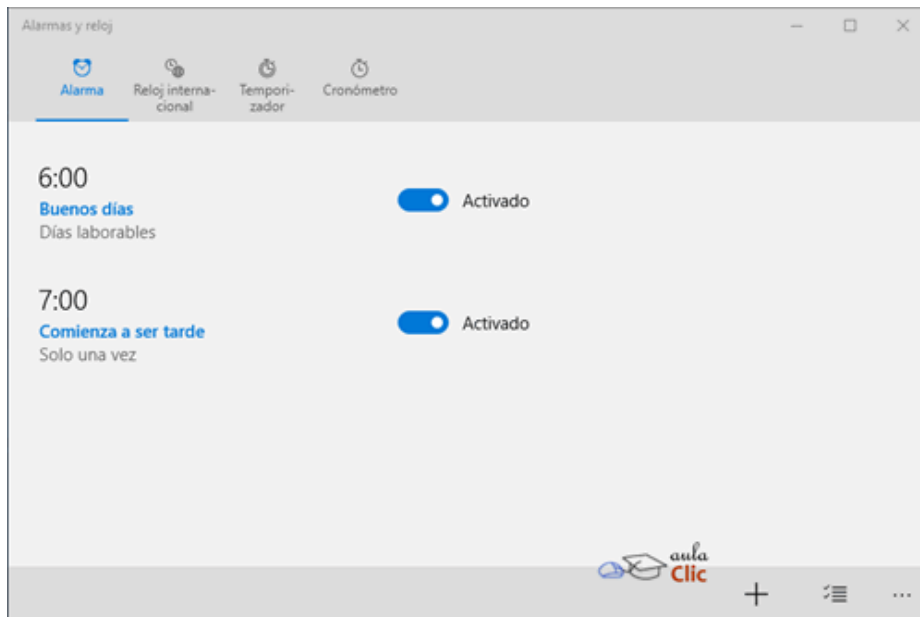 Alarmas y reloj
Alarma
Reloj interna-
cional
Tempori-
zador
Cronómetro
6:00
Buenos días
Días laborables
Activado
7:00
Comienza a ser tarde
Solo una vez
Activado
aula
Clic